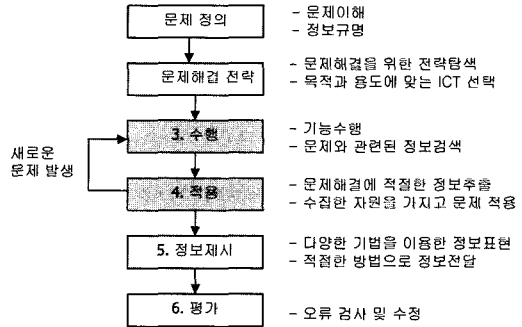 문제 정의
- 문제이해
- 정보규명
문제해결 전략
- 문제해결을 위한 전략탐색
- 목적과 용도에 맞는 ICT 선택
3. 수행
- 기능수행
- 문제와 관련된 정보검색
새로운
문제 발생
4. 적용
- 문제해결에 적절한 정보추출
- 수집한 자원을 가지고 문제 적용
5. 정보제시
- 다양한 기법을 이용한 정보표현
- 적절한 방법으로 정보전달
6. 평가
- 오류 검사 및 수정